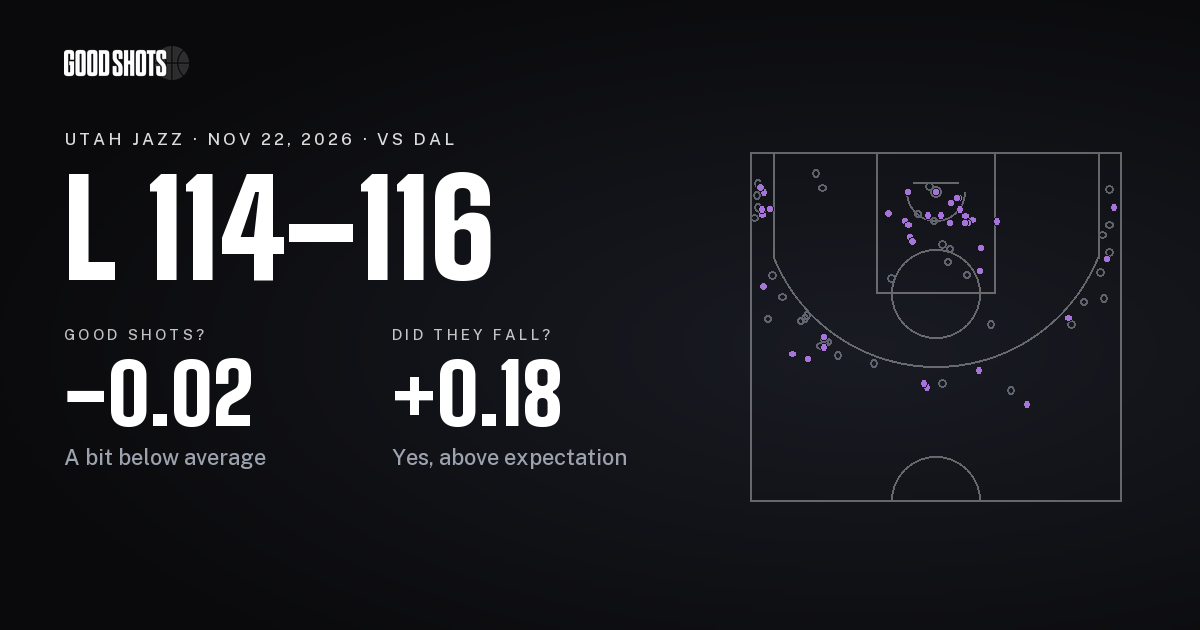 GOOD SHOTS
UTAH JAZZ · NOV 22, 2026 · VS DAL
L 114–116
GOOD SHOTS?
−0.02
A bit below average
DID THEY FALL?
+0.18
Yes, above expectation